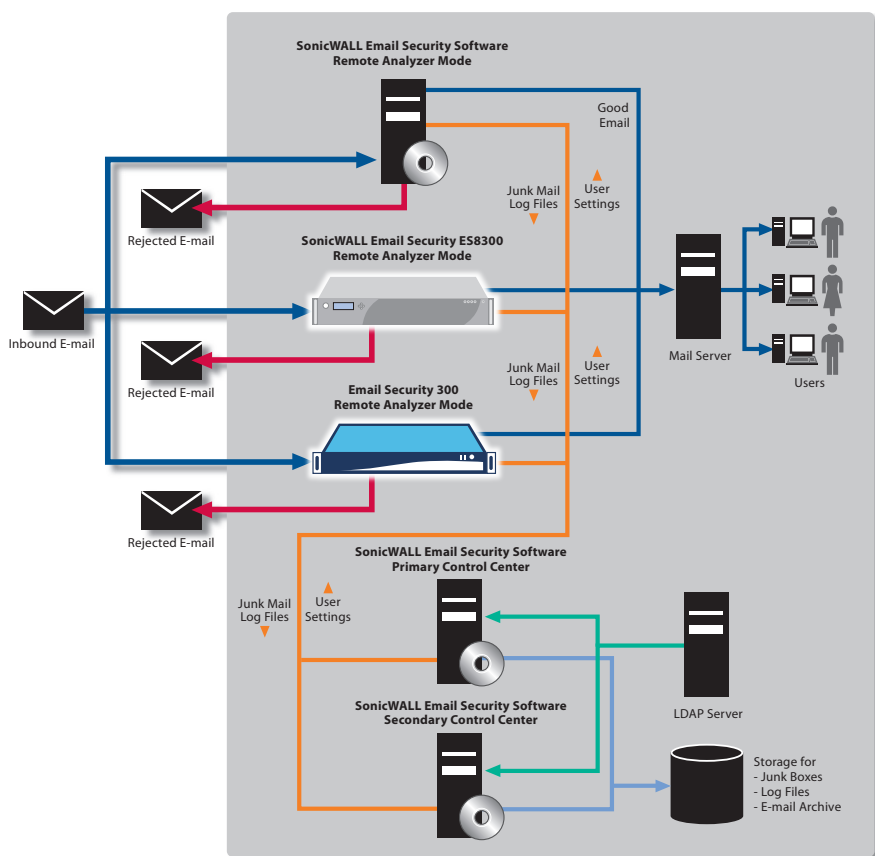 SonicWALL Email Security Software
Remote Analyzer Mode
Good
Email
Junk Mail
Log Files
User
Settings
Rejected E-mail
SonicWALL Email Security ES8300
Remote Analyzer Mode
Inbound E-mail
Mail Server
Users
Rejected E-mail
Junk Mail
Log Files
User
Settings
Email Security 300
Remote Analyzer Mode
Rejected E-mail
SonicWALL Email Security Software
Primary Control Center
Junk Mail
Log Files
User
Settings
SonicWALL Email Security Software
Secondary Control Center
LDAP Server
Storage for
- Junk Boxes
- Log Files
- E-mail Archive